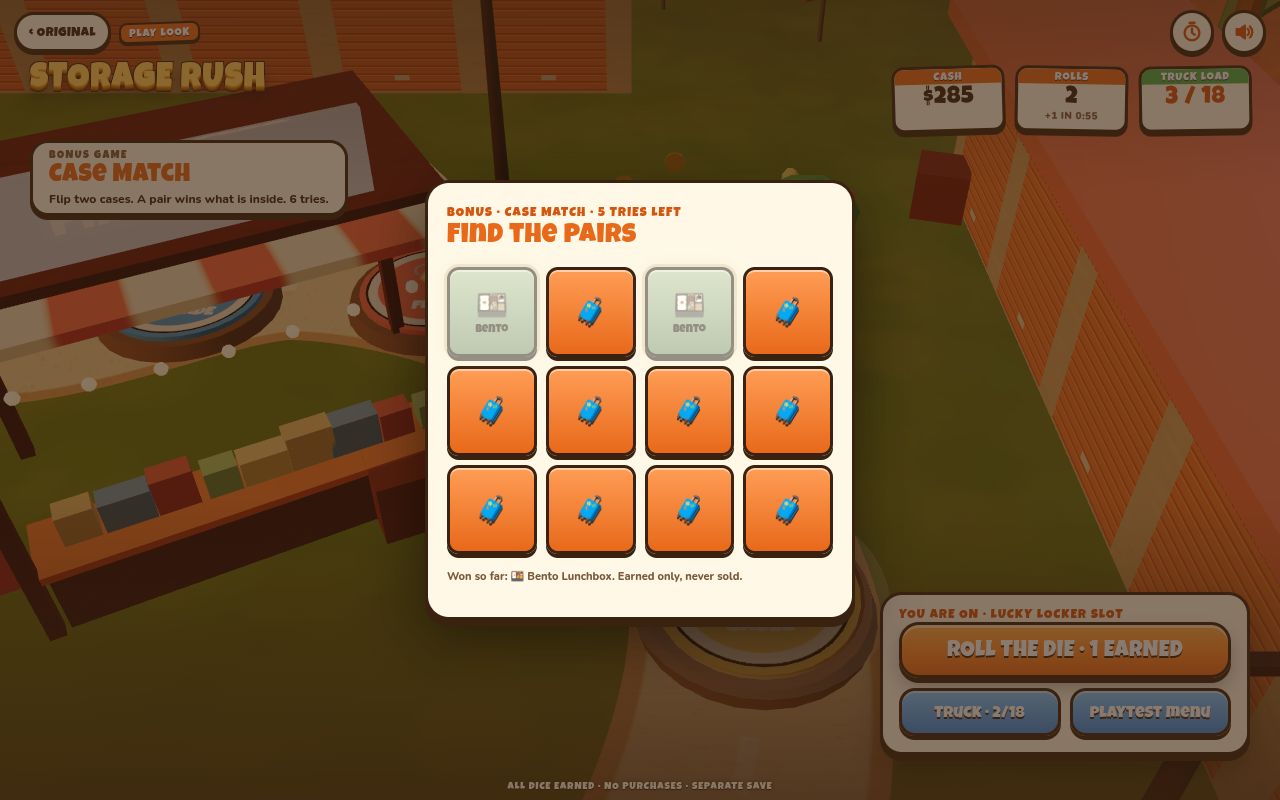 ‹ ORIGINAL
PLAY LOOK
STORAGE RUSH
CASH
$285
ROLLS
2
+1 IN 0:55
TRUCK LOAD
3 / 18
BONUS GAME
CASE MATCH
Flip two cases. A pair wins what is inside. 6 tries.
BONUS · CASE MATCH · 5 TRIES LEFT
FIND THE PAIRS
BENTO
BENTO
Won so far: 🍱 Bento Lunchbox. Earned only, never sold.
YOU ARE ON · LUCKY LOCKER SLOT
ROLL THE DIE · 1 EARNED
TRUCK · 2/18
PLAYTEST MENU
ALL DICE EARNED · NO PURCHASES · SEPARATE SAVE